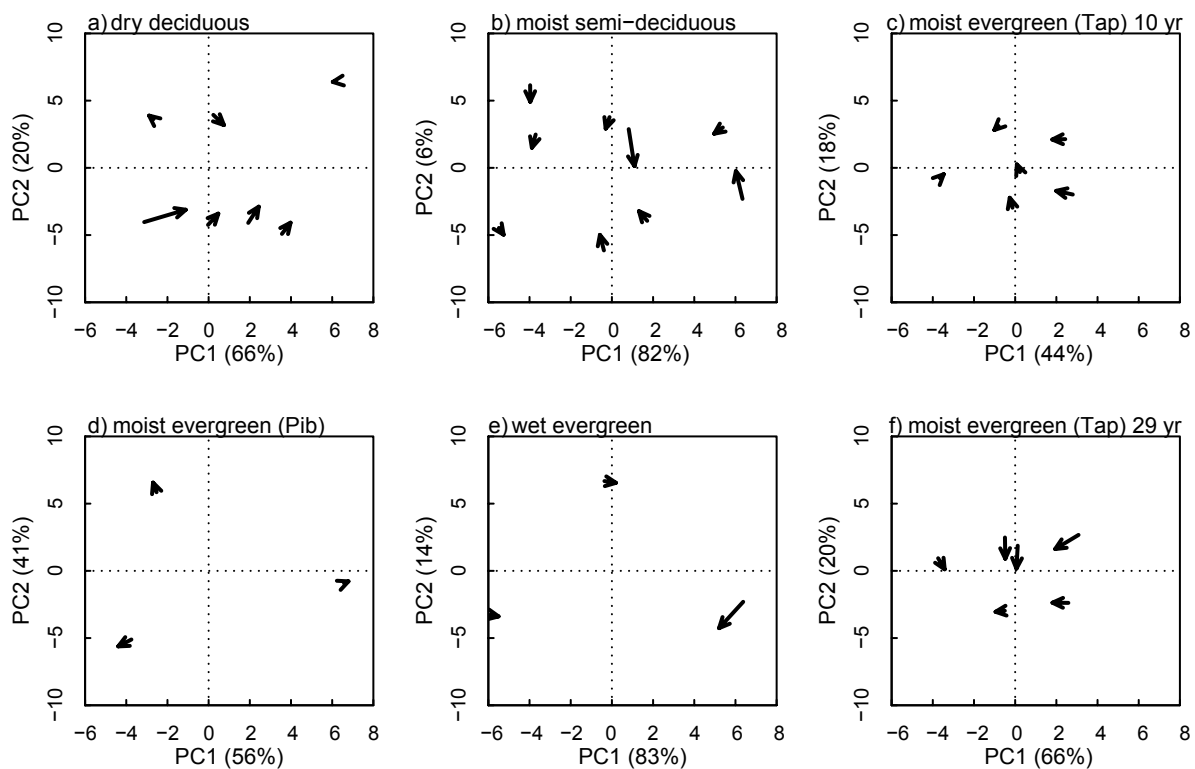 a) dry deciduous
b) moist sem−deciduous
c) moist evergreen (Tap) 10 yr
PC2 (20%)
10
5
0
−5
−10
−6 −4 −2 0 2 4 6 8
PC1 (66%)
PC2 (6%)
10
5
0
−5
−10
−6 −4 −2 0 2 4 6 8
PC1 (82%)
PC2 (18%)
10
5
0
−5
−10
−6 −4 −2 0 2 4 6 8
PC1 (44%)
d) moist evergreen (Pib)
e) wet evergreen
f) moist evergreen (Tap) 29 yr
PC2 (41%)
10
5
0
−5
−10
−6 −4 −2 0 2 4 6 8
PC1 (56%)
PC2 (14%)
10
5
0
−5
−10
−6 −4 −2 0 2 4 6 8
PC1 (83%)
PC2 (20%)
10
5
0
−5
−10
−6 −4 −2 0 2 4 6 8
PC1 (66%)